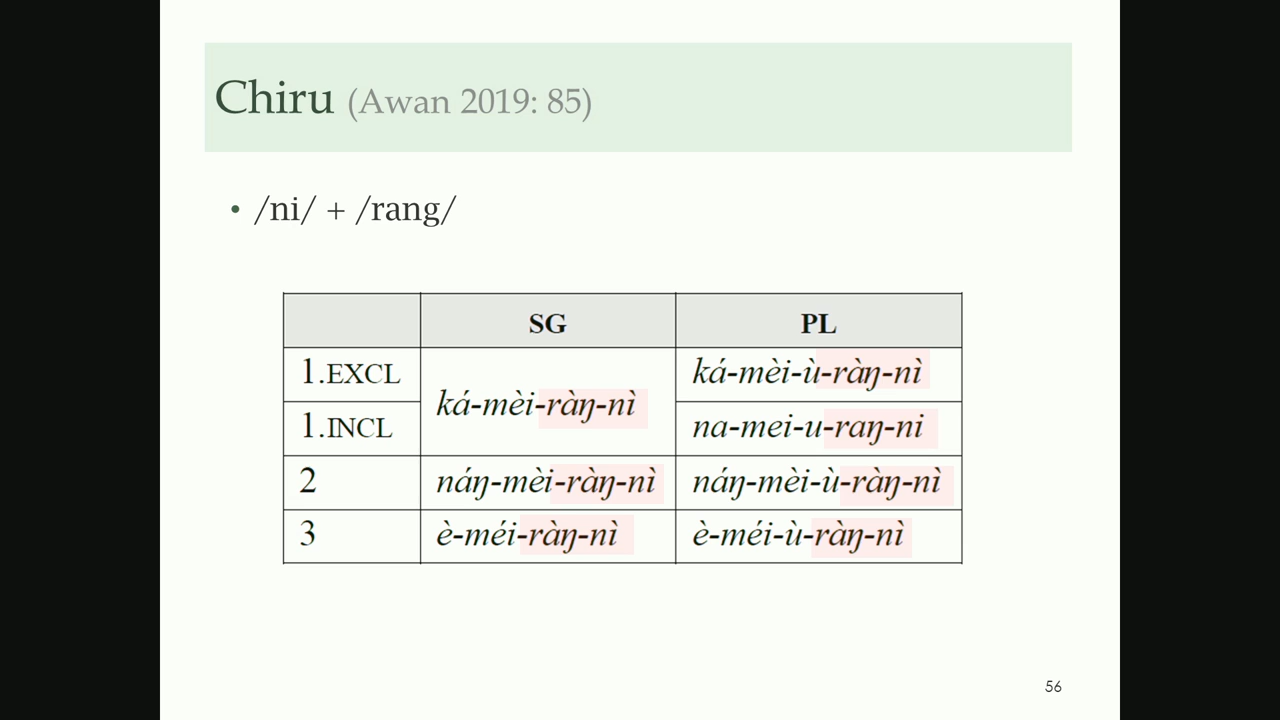 Chiru (Awan 2019: 85)
• /ni/ + /rang/
SG PL
1.EXCL ká-mèi-ràŋ-nì ká-mèi-ù-ràŋ-nì
1.INCL na-mei-u-raŋ-ni
2 náŋ-mèi-ràŋ-nì náŋ-mèi-ù-ràŋ-nì
3 è-méi-ràŋ-nì è-méi-ù-ràŋ-nì
56